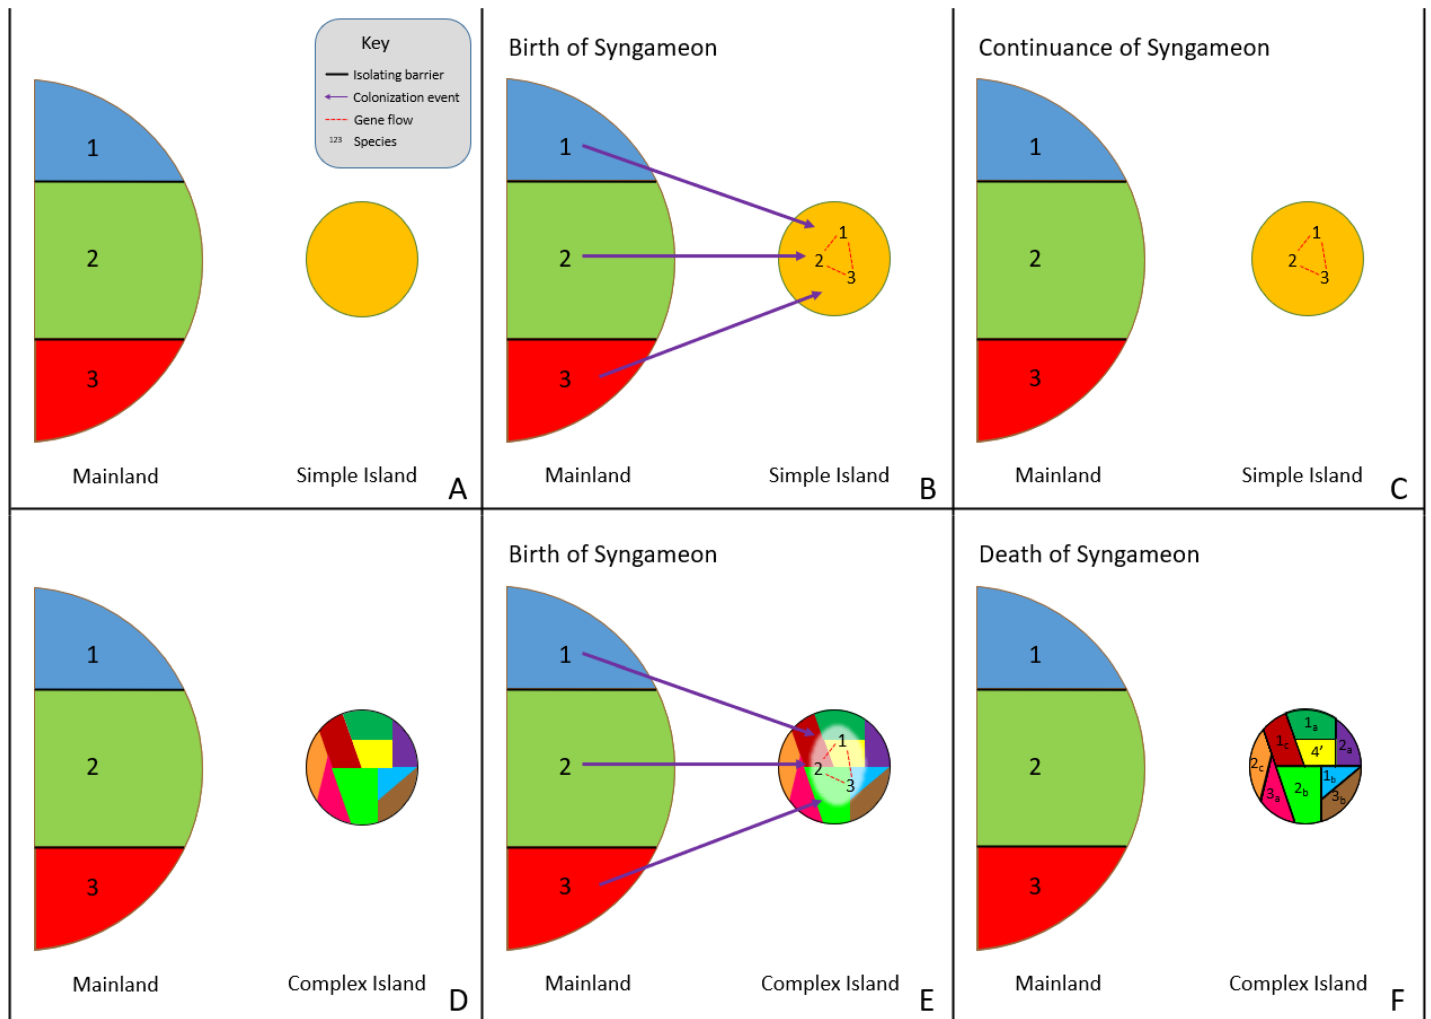 Key
Isolating barrier
Colonization event
Gene flow
123 Species
1
2
3
Mainland
Simple Island
A
Birth of Syngameon
1
2
3
1
2
3
Mainland
Simple Island
B
Continuance of Syngameon
1
2
3
1
2
3
Mainland
Simple Island
C
1
2
3
Mainland
Complex Island
D
Birth of Syngameon
1
2
3
1
2
3
Mainland
Complex Island
E
Death of Syngameon
1
2
3
1a
1c
2a
2c
4′
1b
2b
3a
3b
Mainland
Complex Island
F